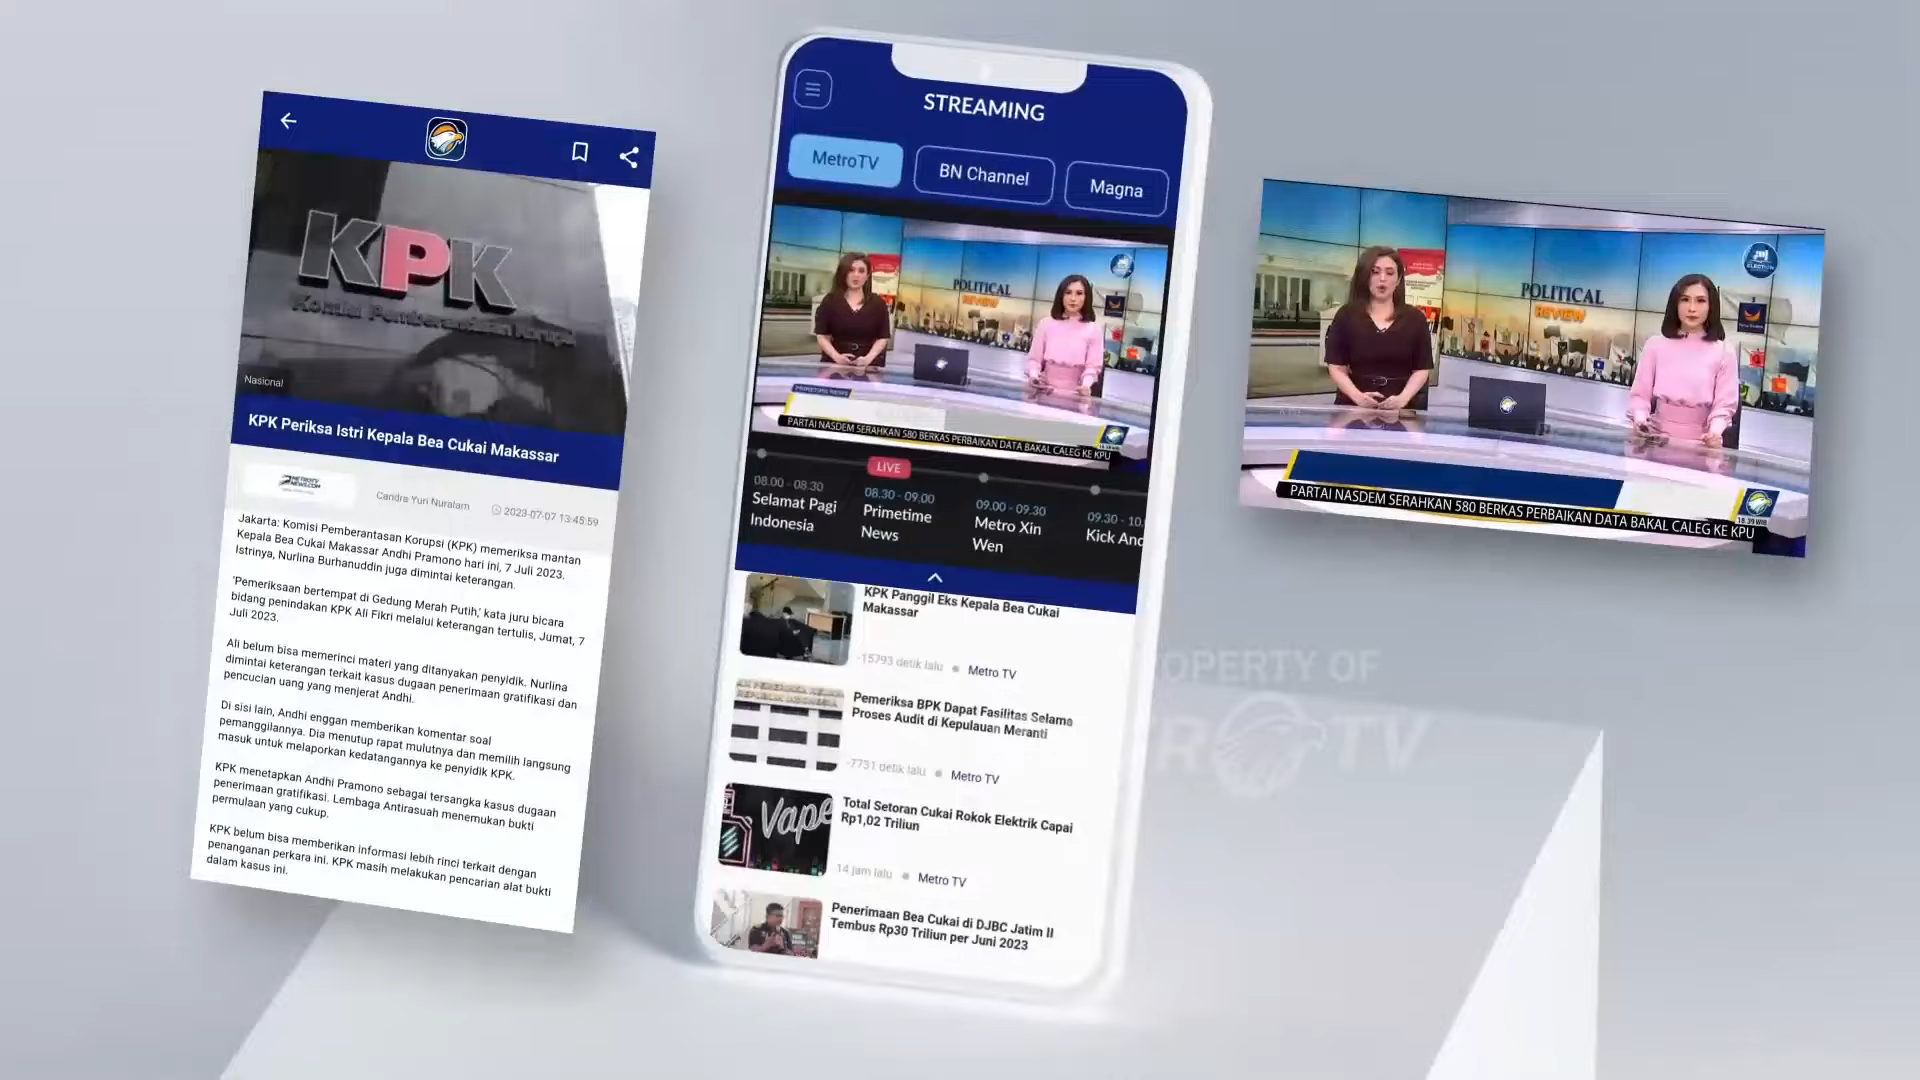 KPK
Komisi Pemberantasan Korupsi
Nasional
KPK Periksa Istri Kepala Bea Cukai Makassar
METROTV
NEWS.COM
Candra Yuri Nuralam
2023-07-07 13:45:59
Jakarta: Komisi Pemberantasan Korupsi (KPK) memeriksa mantan
Kepala Bea Cukai Makassar Andhi Pramono hari ini, 7 Juli 2023.
Istrinya, Nurlina Burhanuddin juga dimintai keterangan.
'Pemeriksaan bertempat di Gedung Merah Putih,' kata juru bicara
bidang penindakan KPK Ali Fikri melalui keterangan tertulis, Jumat, 7
Juli 2023.
Ali belum bisa memerinci materi yang ditanyakan penyidik. Nurlina
dimintai keterangan terkait kasus dugaan penerimaan gratifikasi dan
pencucian uang yang menjerat Andhi.
Di sisi lain, Andhi enggan memberikan komentar soal
pemanggilannya. Dia menutup rapat mulutnya dan memilih langsung
masuk untuk melaporkan kedatangannya ke penyidik KPK.
KPK menetapkan Andhi Pramono sebagai tersangka kasus dugaan
penerimaan gratifikasi. Lembaga Antirasuah menemukan bukti
permulaan yang cukup.
KPK belum bisa memberikan informasi lebih rinci terkait dengan
penanganan perkara ini. KPK masih melakukan pencarian alat bukti
dalam kasus ini.
STREAMING
MetroTV
BN Channel
Magna
POLITICAL
REVIEW
PRIMETIME NEWS
PARTAI NASDEM SERAHKAN 580 BERKAS PERBAIKAN DATA BAKAL CALEG KE KPU
LIVE
08.00 - 08.30
Selamat Pagi
Indonesia
08.30 - 09.00
Primetime
News
09.00 - 09.30
Metro Xin
Wen
09.30 - 10.
Kick And
KPK Panggil Eks Kepala Bea Cukai
Makassar
-15793 detik lalu
Metro TV
Pemeriksa BPK Dapat Fasilitas Selama
Proses Audit di Kepulauan Meranti
-7731 detik lalu
Metro TV
Vape
Total Setoran Cukai Rokok Elektrik Capai
Rp1,02 Triliun
14 jam lalu
Metro TV
Penerimaan Bea Cukai di DJBC Jatim II
Tembus Rp30 Triliun per Juni 2023
POLITICAL
REVIEW
ELECTION
PARTAI NASDEM SERAHKAN 580 BERKAS PERBAIKAN DATA BAKAL CALEG KE KPU
18.39 WIB
OPERTY OF
R TV